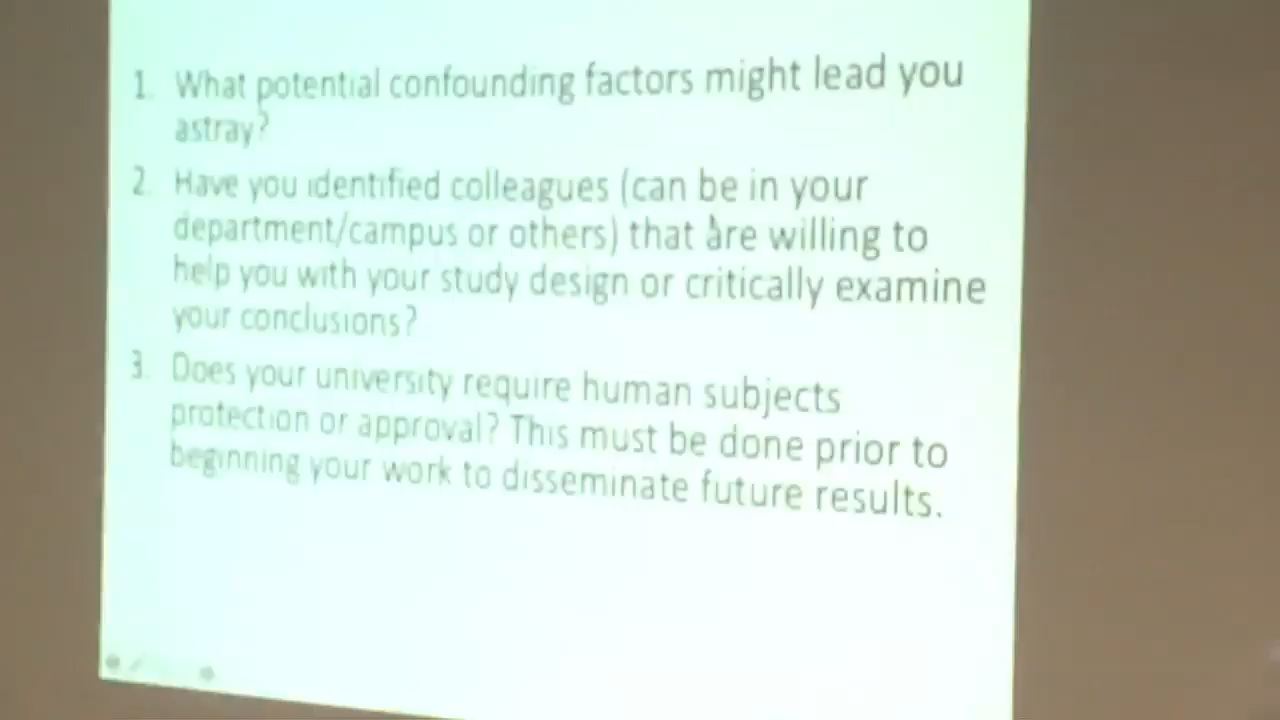 1. What potential confounding factors might lead you
astray?
2. Have you identified colleagues (can be in your
department/campus or others) that are willing to
help you with your study design or critically examine
your conclusions?
3. Does your university require human subjects
protection or approval? This must be done prior to
beginning your work to disseminate future results.